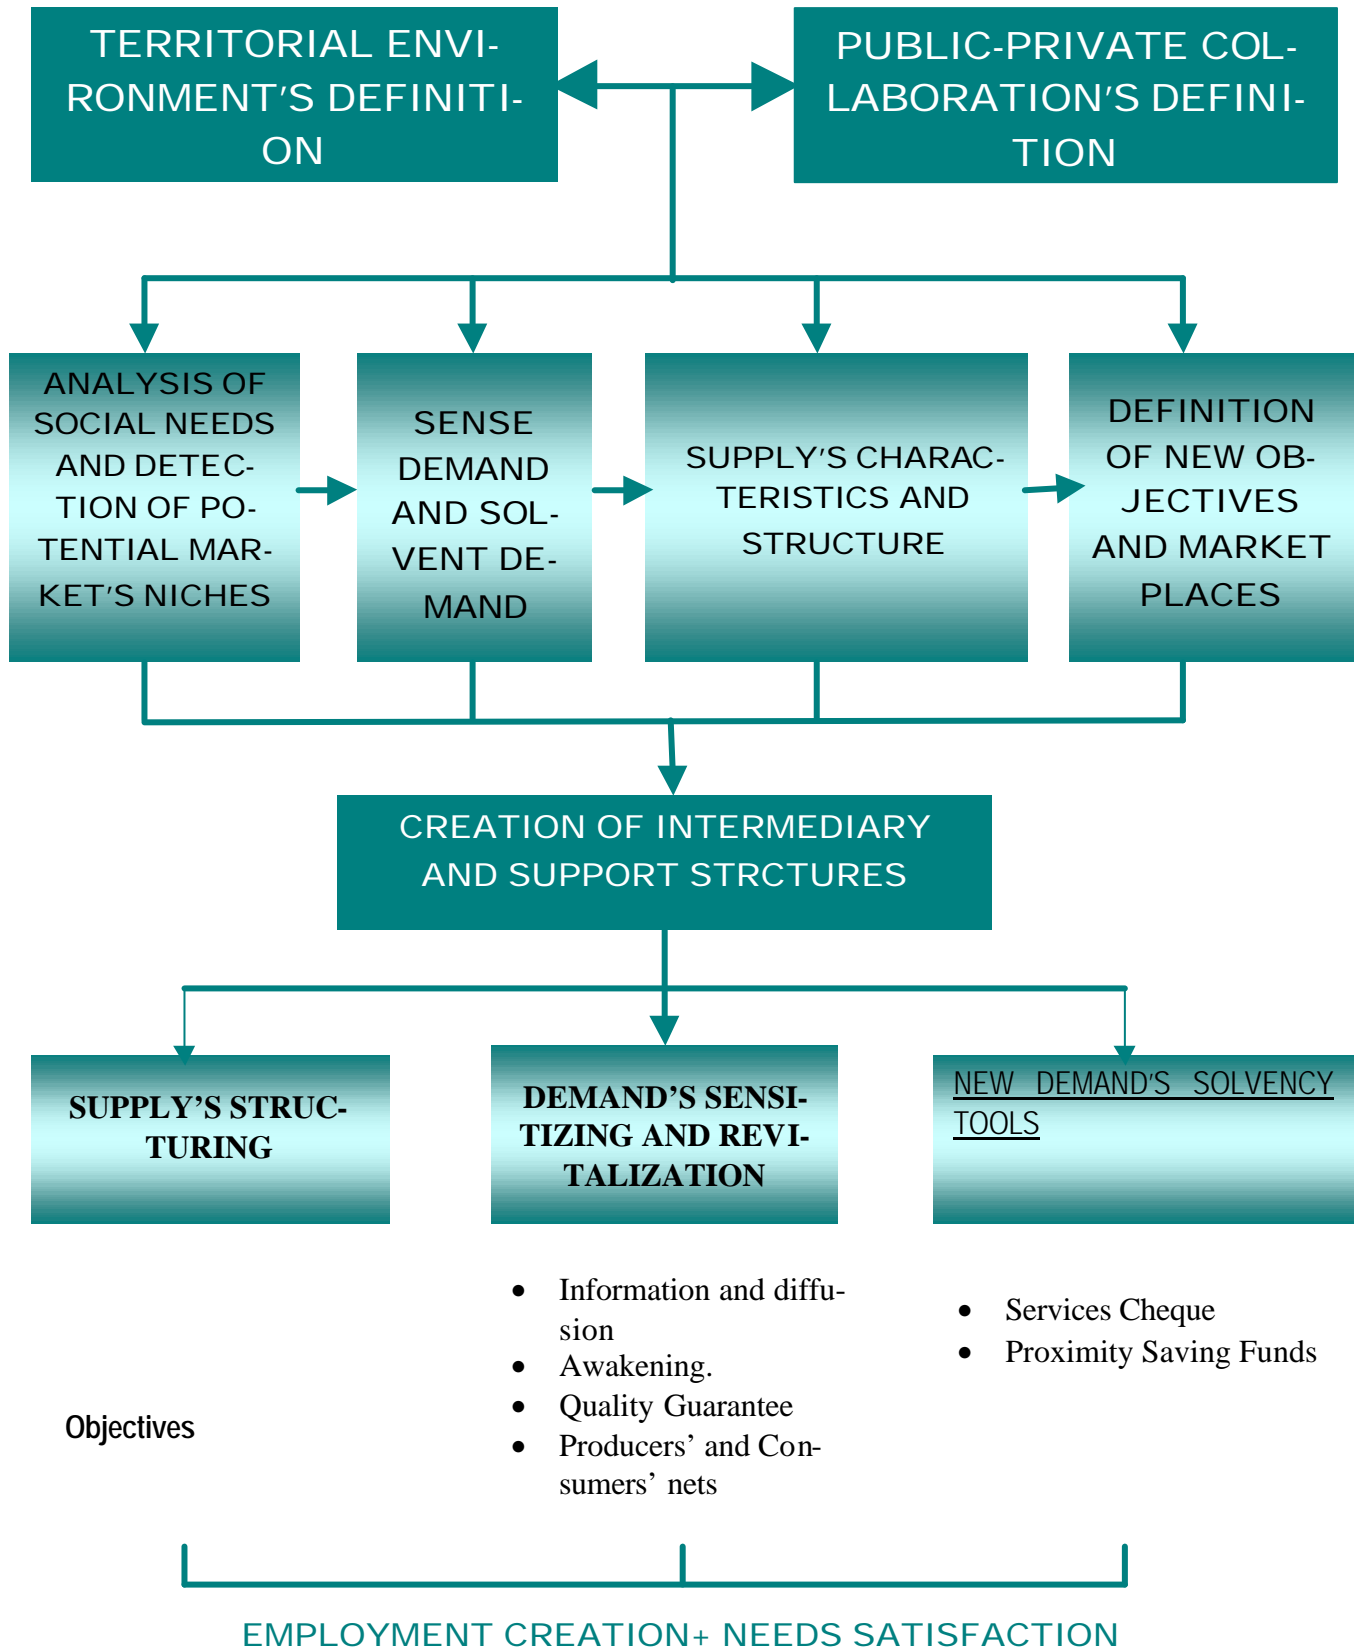 TERRITORIAL ENVI-
RONMENT'S DEFINITI-
ON
PUBLIC-PRIVATE COL-
LABORATION'S DEFINI-
TION
ANALYSIS OF
SOCIAL NEEDS
AND DETEC-
TION OF PO-
TENTIAL MAR-
KET'S NICHES
SENSE
DEMAND
AND SOL-
VENT DE-
MAND
SUPPLY'S CHARAC-
TERISTICS AND
STRUCTURE
DEFINITION
OF NEW OB-
JECTIVES
AND MARKET
PLACES
CREATION OF INTERMEDIARY
AND SUPPORT STRCTURES
SUPPLY’S STRUC-
TURING
DEMAND’S SENSI-
TIZING AND REVI-
TALIZATION
NEW DEMAND'S SOLVENCY
TOOLS
• Information and diffu-
sion
• Awakening.
• Quality Guarantee
• Producers’ and Con-
sumers’ nets
• Services Cheque
• Proximity Saving Funds
Objectives
EMPLOYMENT CREATION+ NEEDS SATISFACTION